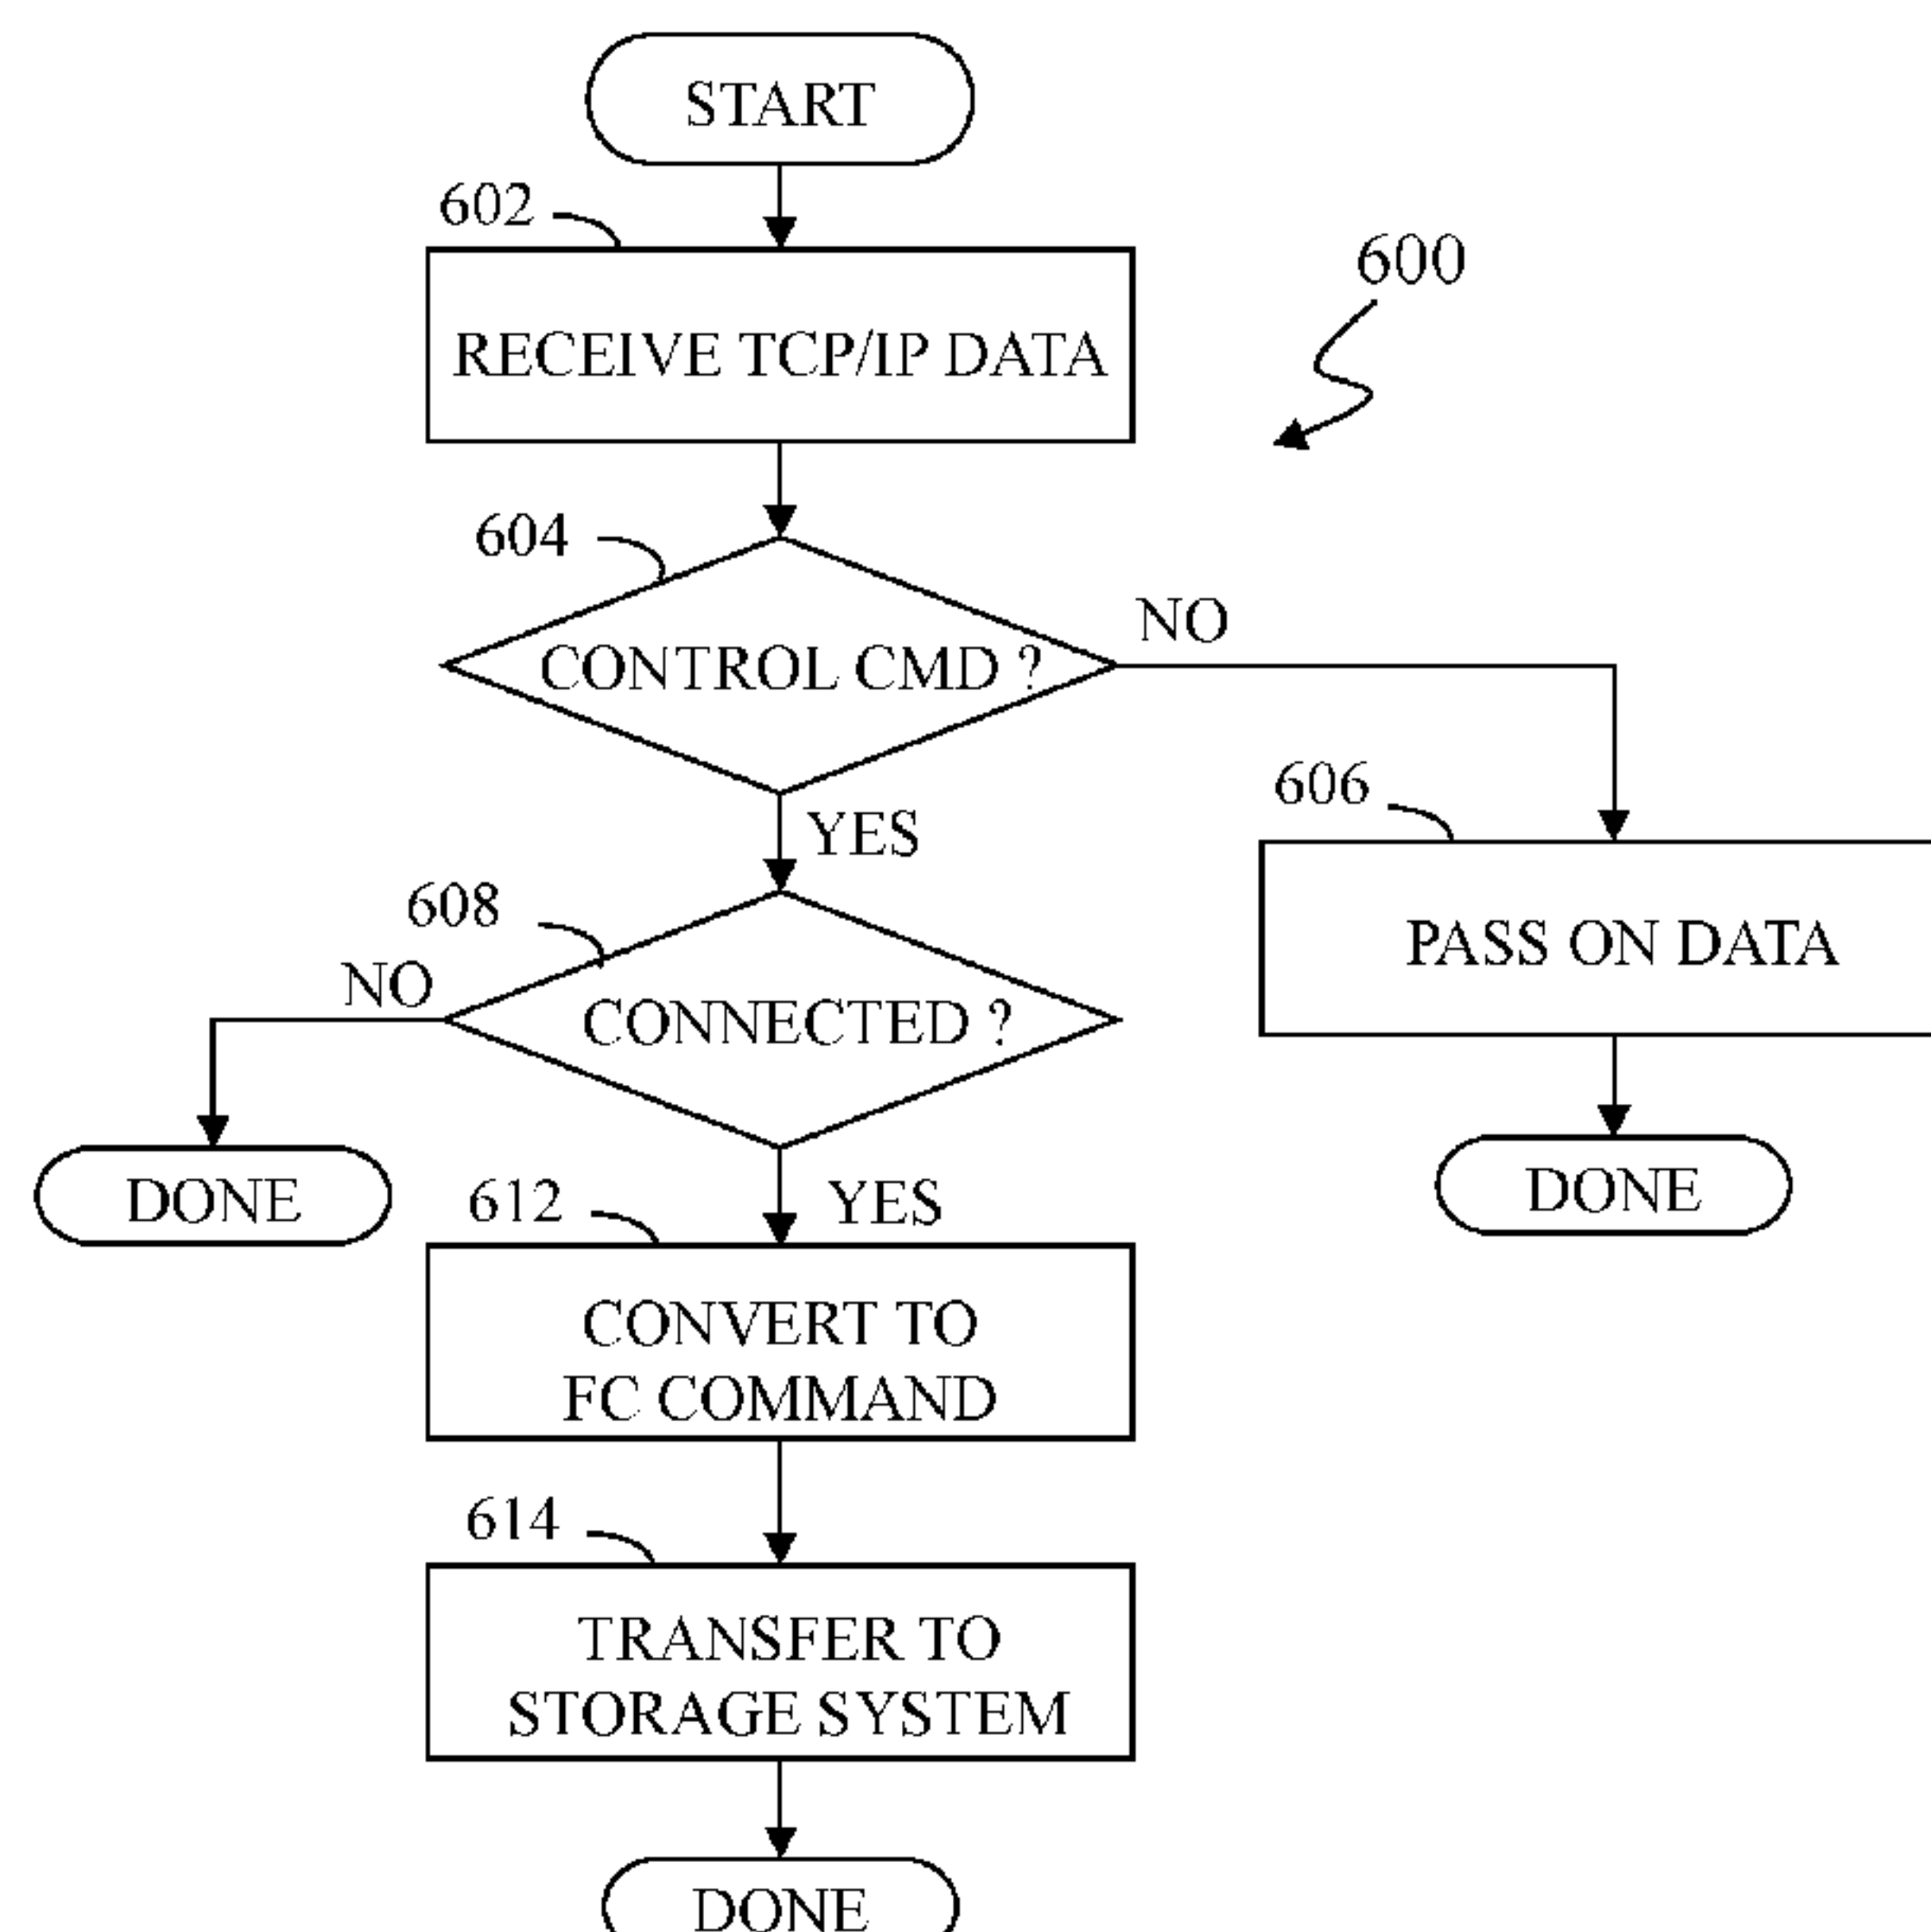 START
602
RECEIVE TCP/IP DATA
600
604
CONTROL CMD ?
NO
YES
606
PASS ON DATA
DONE
608
NO
CONNECTED ?
DONE
YES
612
CONVERT TO
FC COMMAND
614
TRANSFER TO
STORAGE SYSTEM
DONE